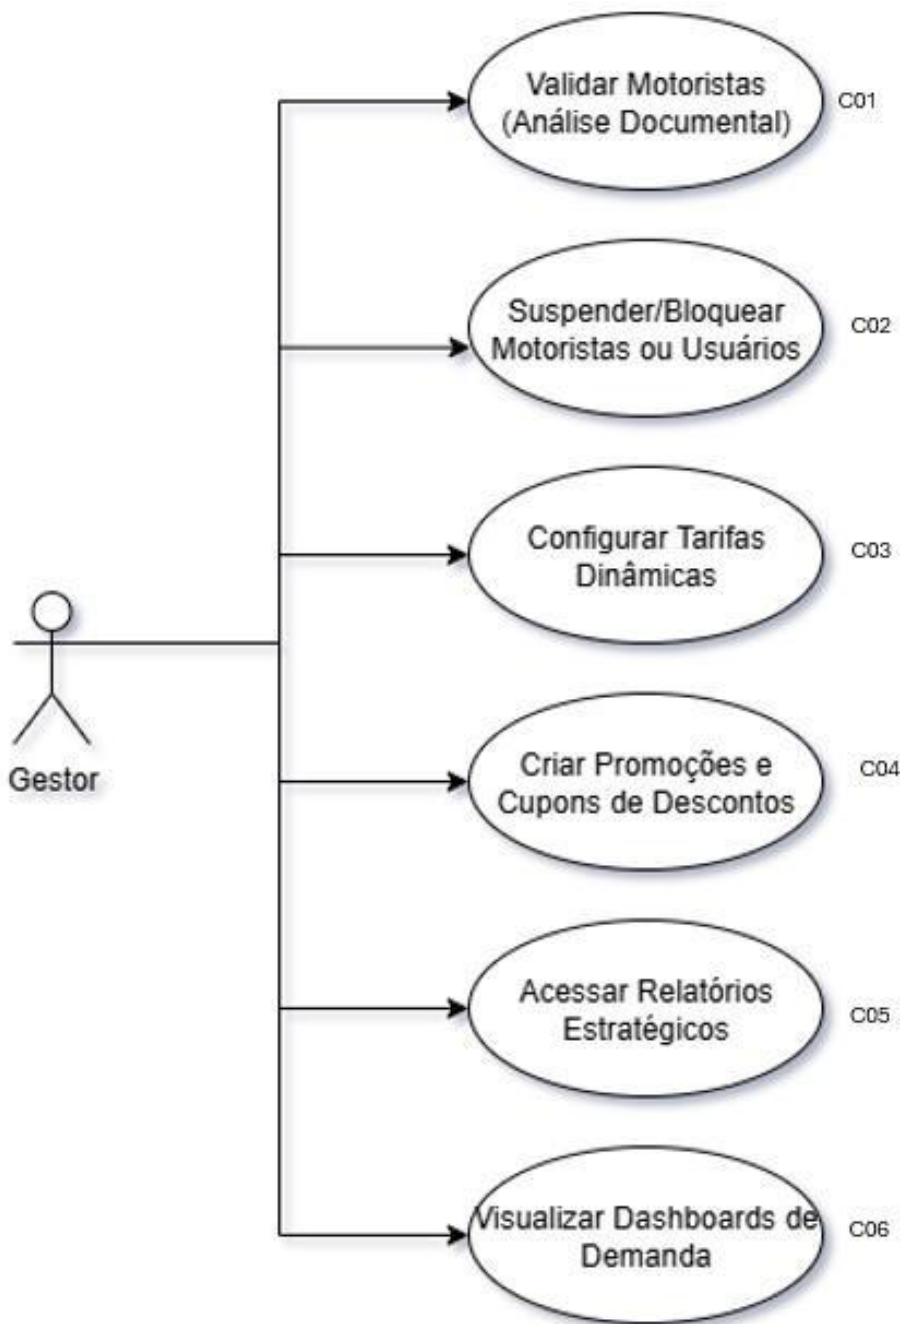 Validar Motoristas
(Análise Documental)
C01
Suspender/Bloquear
Motoristas ou Usuários
C02
Configurar Tarifas
Dinâmicas
C03
Gestor
Criar Promoções e
Cupons de Descontos
C04
Acessar Relatórios
Estratégicos
C05
Visualizar Dashboards de
Demanda
C06